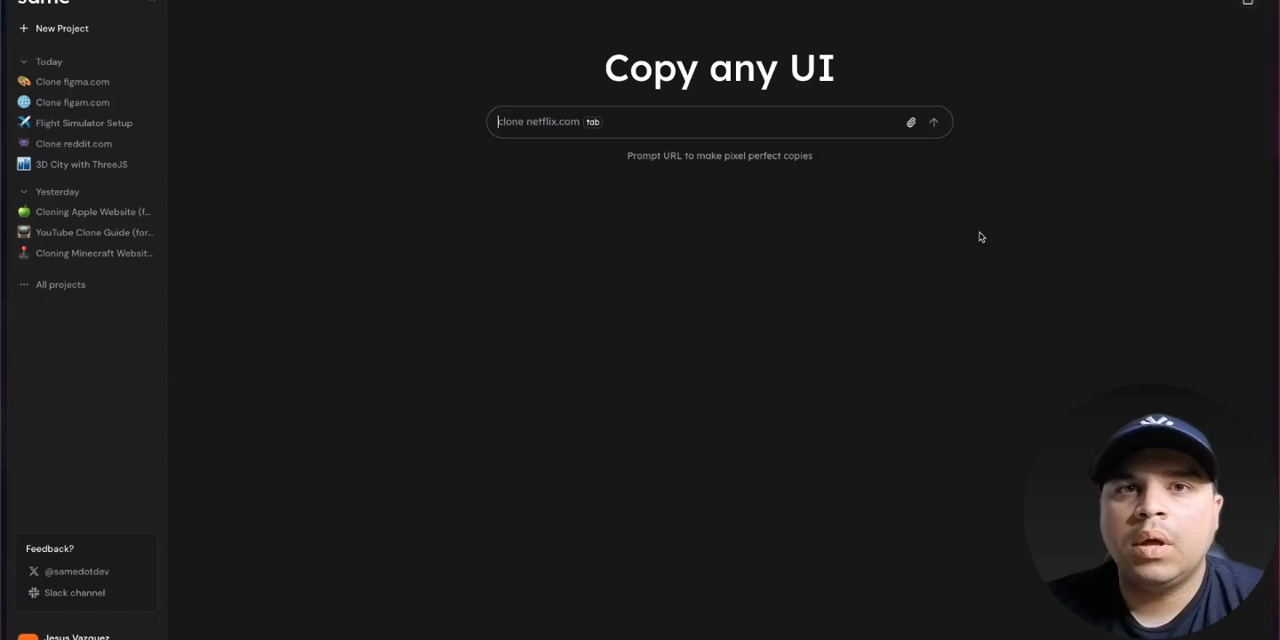 same
New Project
Today
Clone figma.com
Clone figam.com
Flight Simulator Setup
Clone reddit.com
3D City with ThreeJS
Yesterday
Cloning Apple Website (f...
YouTube Clone Guide (for...
Cloning Minecraft Websit...
All projects
Copy any UI
clone netflix.com tab
Prompt URL to make pixel perfect copies
Feedback?
@samedotdev
Slack channel
Jesus Vazquez